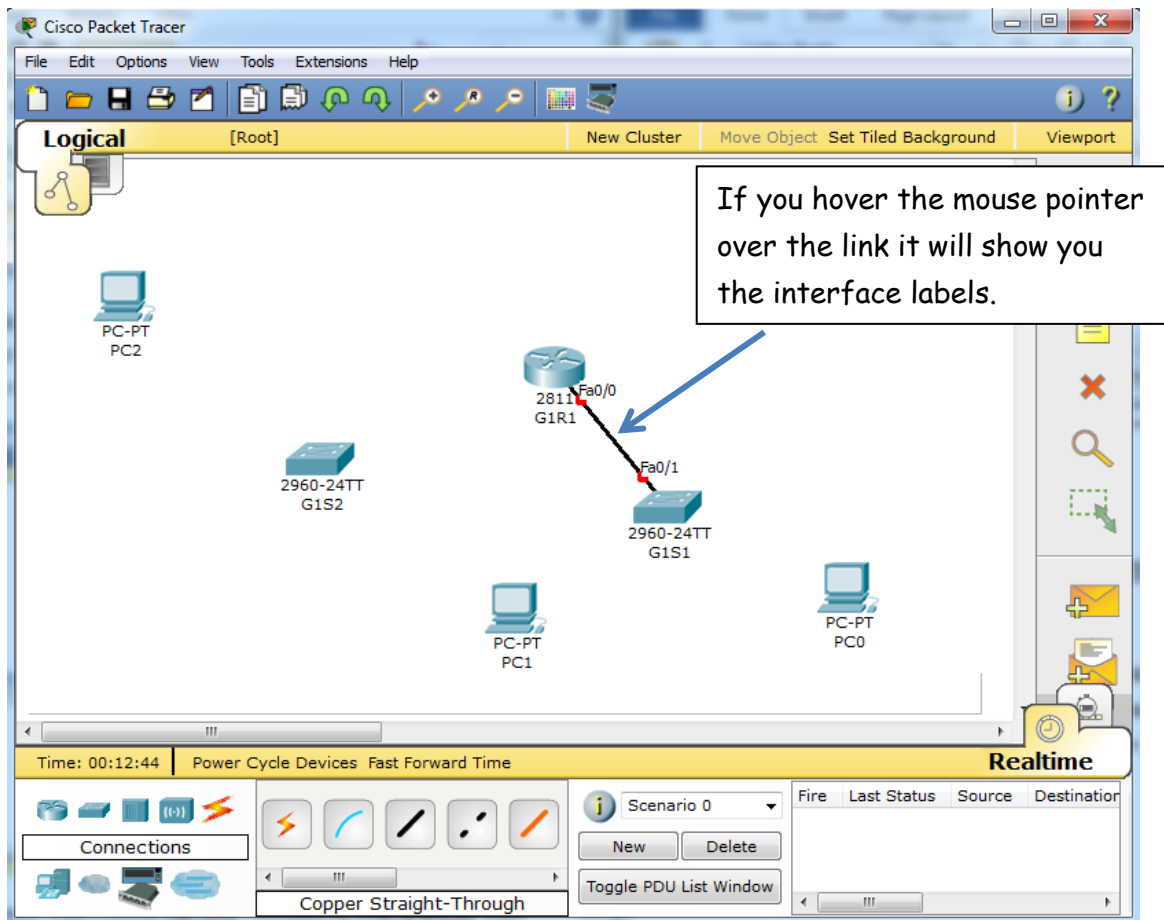 Cisco Packet Tracer
File Edit Options View Tools Extensions Help
Logical [Root] New Cluster Move Object Set Tiled Background Viewport
If you hover the mouse pointer
over the link it will show you
the interface labels.
PC-PT
PC2
Fa0/0
2811
G1R1
Fa0/1
2960-24TT
G1S2
2960-24TT
G1S1
PC-PT
PC1
PC-PT
PC0
Time: 00:12:44 Power Cycle Devices Fast Forward Time Realtime
Connections
Copper Straight-Through
Scenario 0
New Delete
Toggle PDU List Window
Fire Last Status Source Destination